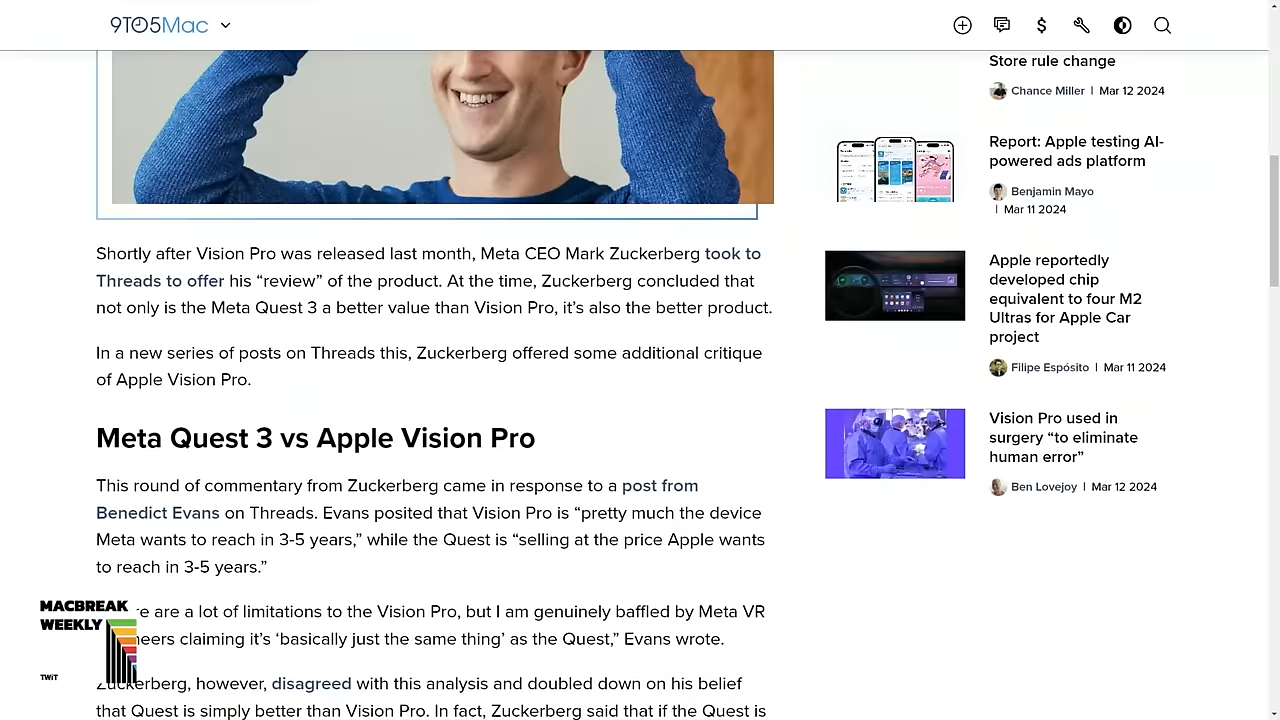 9TO5Mac
Shortly after Vision Pro was released last month, Meta CEO Mark Zuckerberg took to
Threads to offer his “review” of the product. At the time, Zuckerberg concluded that
not only is the Meta Quest 3 a better value than Vision Pro, it’s also the better product.
In a new series of posts on Threads this, Zuckerberg offered some additional critique
of Apple Vision Pro.
Meta Quest 3 vs Apple Vision Pro
This round of commentary from Zuckerberg came in response to a post from
Benedict Evans on Threads. Evans posited that Vision Pro is “pretty much the device
Meta wants to reach in 3-5 years,” while the Quest is “selling at the price Apple wants
to reach in 3-5 years.”
re are a lot of limitations to the Vision Pro, but I am genuinely baffled by Meta VR
eers claiming it’s ‘basically just the same thing’ as the Quest,” Evans wrote.
Zuckerberg, however, disagreed with this analysis and doubled down on his belief
that Quest is simply better than Vision Pro. In fact, Zuckerberg said that if the Quest is
Store rule change
Chance Miller | Mar 12 2024
Report: Apple testing AI-
powered ads platform
Benjamin Mayo
| Mar 11 2024
Apple reportedly
developed chip
equivalent to four M2
Ultras for Apple Car
project
Filipe Espósito | Mar 11 2024
Vision Pro used in
surgery “to eliminate
human error”
Ben Lovejoy | Mar 12 2024
MACBREAK
WEEKLY
TWiT